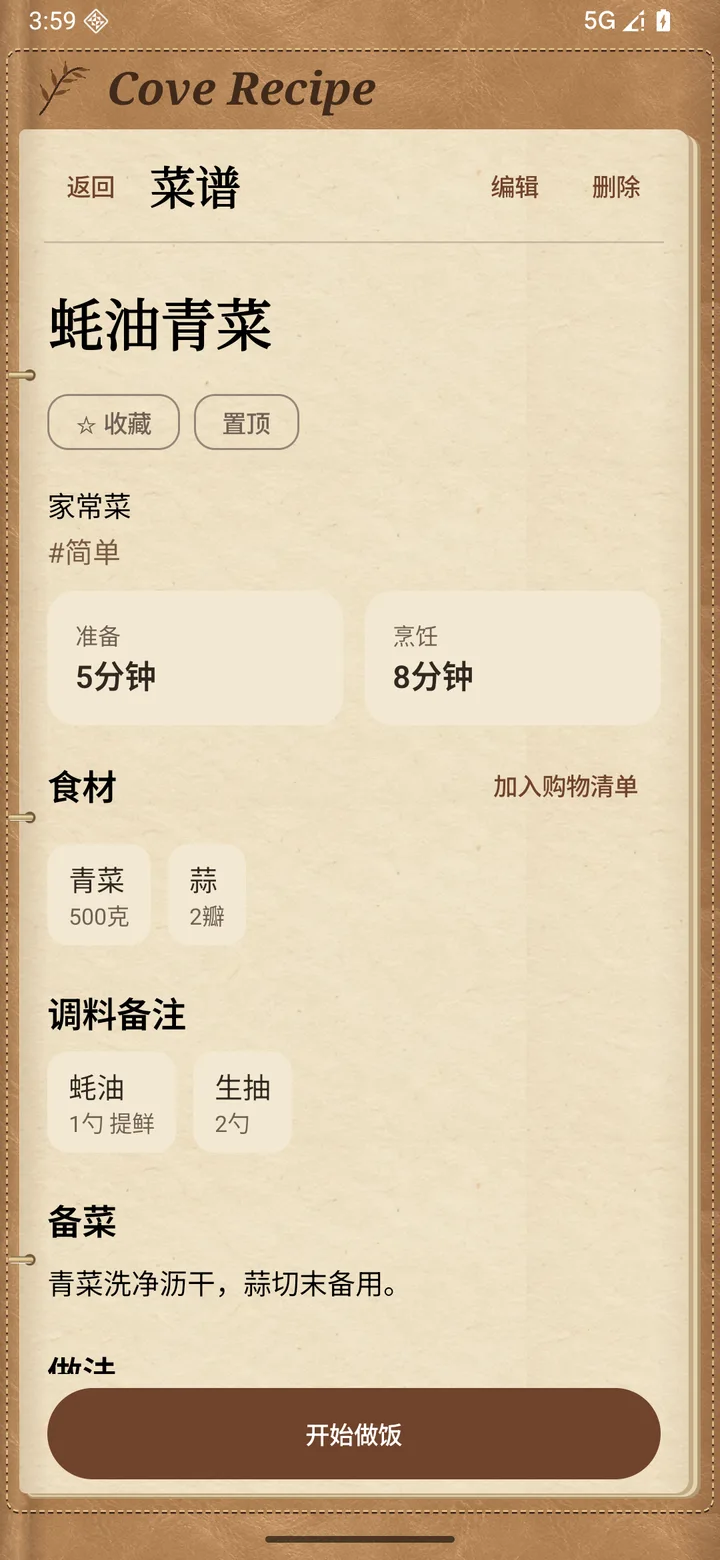 3:59
5G
Cove Recipe
返回 菜谱 编辑 删除
蚝油青菜
☆ 收藏 置顶
家常菜
#简单
准备 烹饪
5分钟 8分钟
食材 加入购物清单
青菜 蒜
500克 2瓣
调料备注
蚝油 生抽
1勺 提鲜 2勺
备菜
青菜洗净沥干，蒜切末备用。
做法
开始做饭